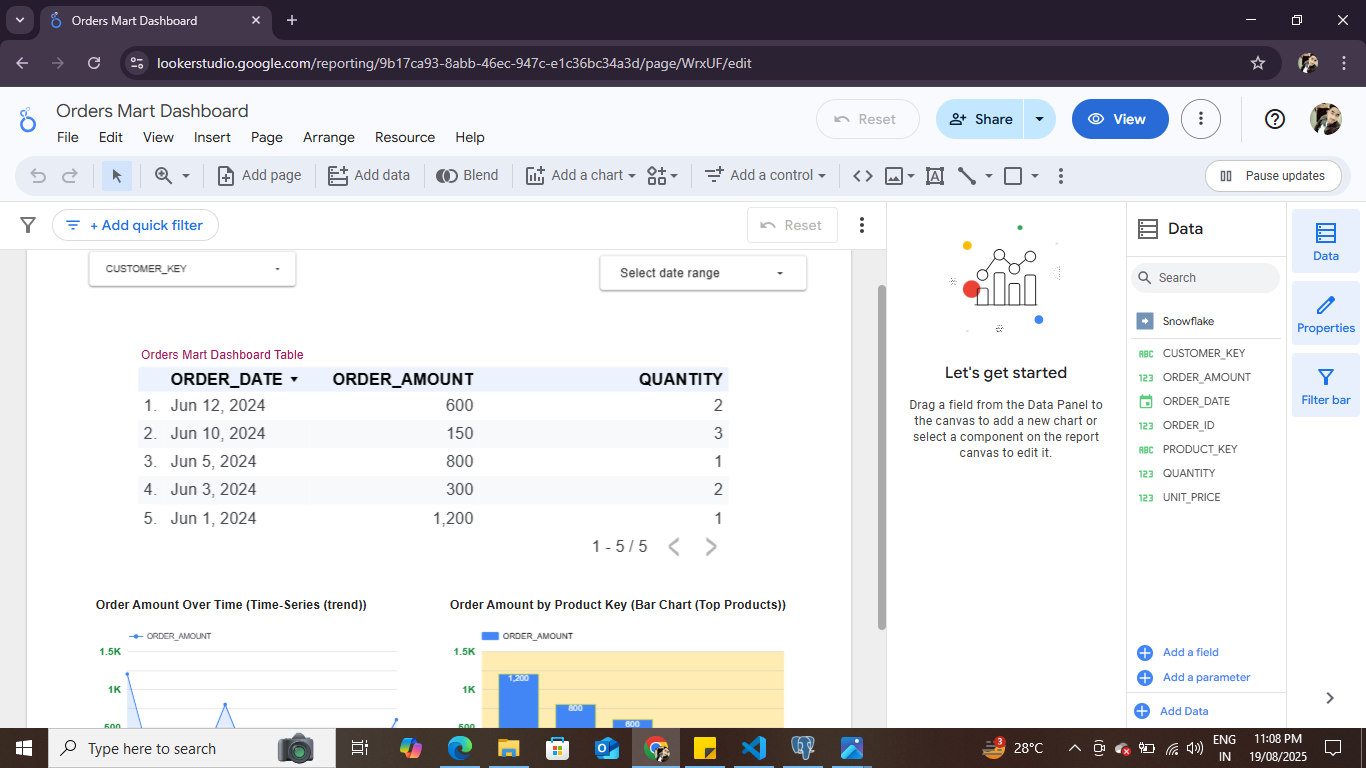 Orders Mart Dashboard
lookerstudio.google.com/reporting/9b17ca93-8abb-46ec-947c-e1c36bc34a3d/page/WrxUF/edit
Orders Mart Dashboard
File Edit View Insert Page Arrange Resource Help
Reset
Share
View
Add page
Add data
Blend
Add a chart
Add a control
Pause updates
+ Add quick filter
Reset
CUSTOMER_KEY
Select date range
Orders Mart Dashboard Table
ORDER_DATE ORDER_AMOUNT QUANTITY
1. Jun 12, 2024 600 2
2. Jun 10, 2024 150 3
3. Jun 5, 2024 800 1
4. Jun 3, 2024 300 2
5. Jun 1, 2024 1,200 1
1 - 5 / 5
Order Amount Over Time (Time-Series (trend))
ORDER_AMOUNT
1.5K
1K
500
Order Amount by Product Key (Bar Chart (Top Products))
ORDER_AMOUNT
1.5K
1K
500
1,200
800
600
Let's get started
Drag a field from the Data Panel to
the canvas to add a new chart or
select a component on the report
canvas to edit it.
Data
Search
Snowflake
ABC CUSTOMER_KEY
123 ORDER_AMOUNT
ORDER_DATE
123 ORDER_ID
ABC PRODUCT_KEY
123 QUANTITY
123 UNIT_PRICE
Add a field
Add a parameter
Add Data
Data
Properties
Filter bar
Type here to search
3
28°C
ENG
IN
11:08 PM
19/08/2025